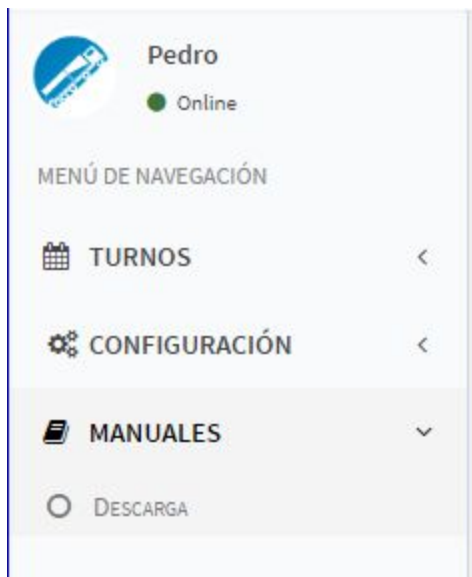 Pedro
Online
MENÚ DE NAVEGACIÓN
TURNOS
CONFIGURACIÓN
MANUALES
DESCARGA